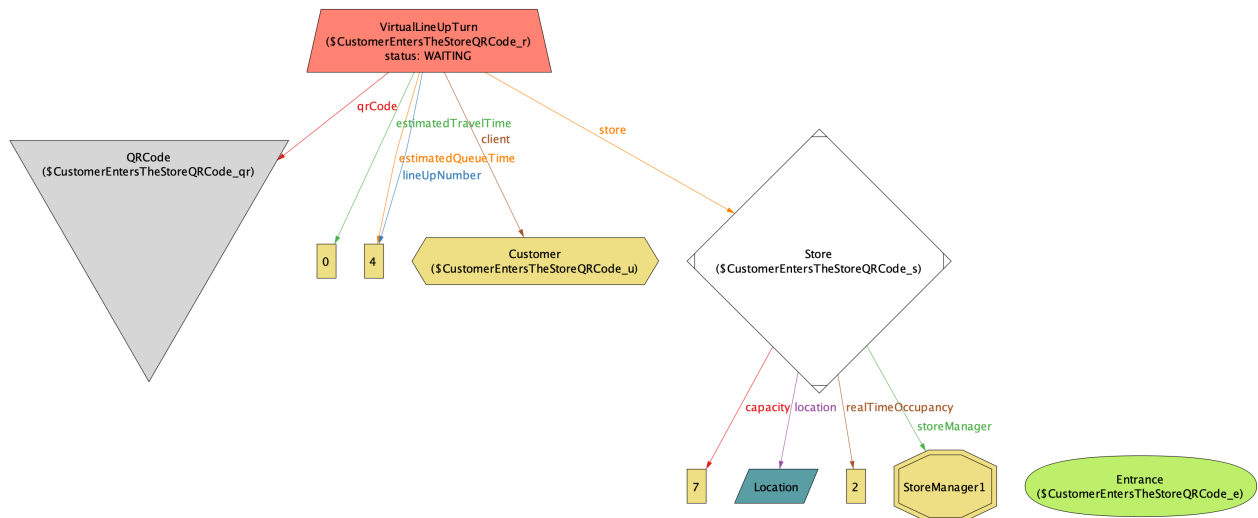 VirtualLineUpTurn
($CustomerEntersTheStoreQRCode_r)
status: WAITING
qrCode
estimatedTravelTime
store
client
QRCode
($CustomerEntersTheStoreQRCode_qr)
estimatedQueueTime
lineUpNumber
0
4
Customer
($CustomerEntersTheStoreQRCode_u)
Store
($CustomerEntersTheStoreQRCode_s)
capacity
location
realTimeOccupancy
storeManager
7
Location
2
StoreManager1
Entrance
($CustomerEntersTheStoreQRCode_e)